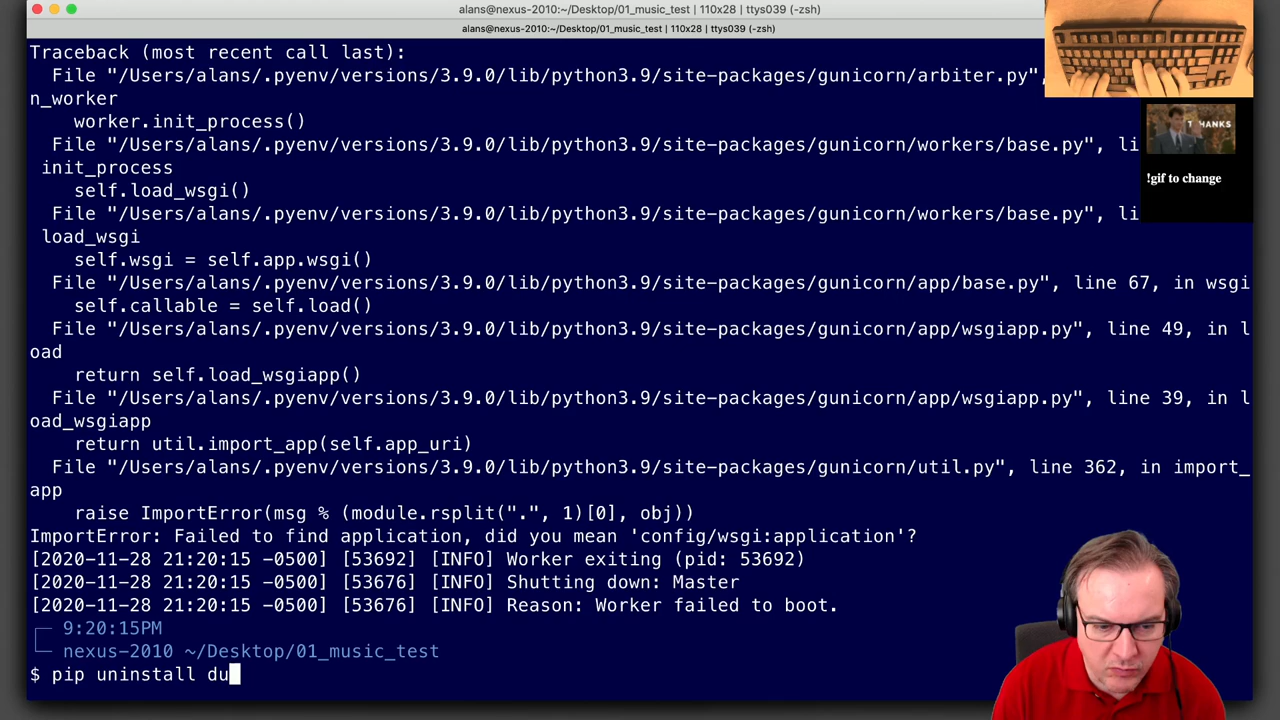 alans@nexus-2010:~/Desktop/01_music_test | 110x28 | ttys039 (-zsh)
alans@nexus-2010:~/Desktop/01_music_test | 110x28 | ttys039 (-zsh)
Traceback (most recent call last):
File "/Users/alans/.pyenv/versions/3.9.0/lib/python3.9/site-packages/gunicorn/arbiter.py",
n_worker
worker.init_process()
File "/Users/alans/.pyenv/versions/3.9.0/lib/python3.9/site-packages/gunicorn/workers/base.py", li
init_process
self.load_wsgi()
File "/Users/alans/.pyenv/versions/3.9.0/lib/python3.9/site-packages/gunicorn/workers/base.py", li
load_wsgi
self.wsgi = self.app.wsgi()
File "/Users/alans/.pyenv/versions/3.9.0/lib/python3.9/site-packages/gunicorn/app/base.py", line 67, in wsgi
self.callable = self.load()
File "/Users/alans/.pyenv/versions/3.9.0/lib/python3.9/site-packages/gunicorn/app/wsgiapp.py", line 49, in l
oad
return self.load_wsgiapp()
File "/Users/alans/.pyenv/versions/3.9.0/lib/python3.9/site-packages/gunicorn/app/wsgiapp.py", line 39, in l
oad_wsgiapp
return util.import_app(self.app_uri)
File "/Users/alans/.pyenv/versions/3.9.0/lib/python3.9/site-packages/gunicorn/util.py", line 362, in import_
app
raise ImportError(msg % (module.rsplit(".", 1)[0], obj))
ImportError: Failed to find application, did you mean 'config/wsgi:application'?
[2020-11-28 21:20:15 -0500] [53692] [INFO] Worker exiting (pid: 53692)
[2020-11-28 21:20:15 -0500] [53676] [INFO] Shutting down: Master
[2020-11-28 21:20:15 -0500] [53676] [INFO] Reason: Worker failed to boot.
9:20:15PM
nexus-2010 ~/Desktop/01_music_test
$ pip uninstall du
T HANKS
!gif to change